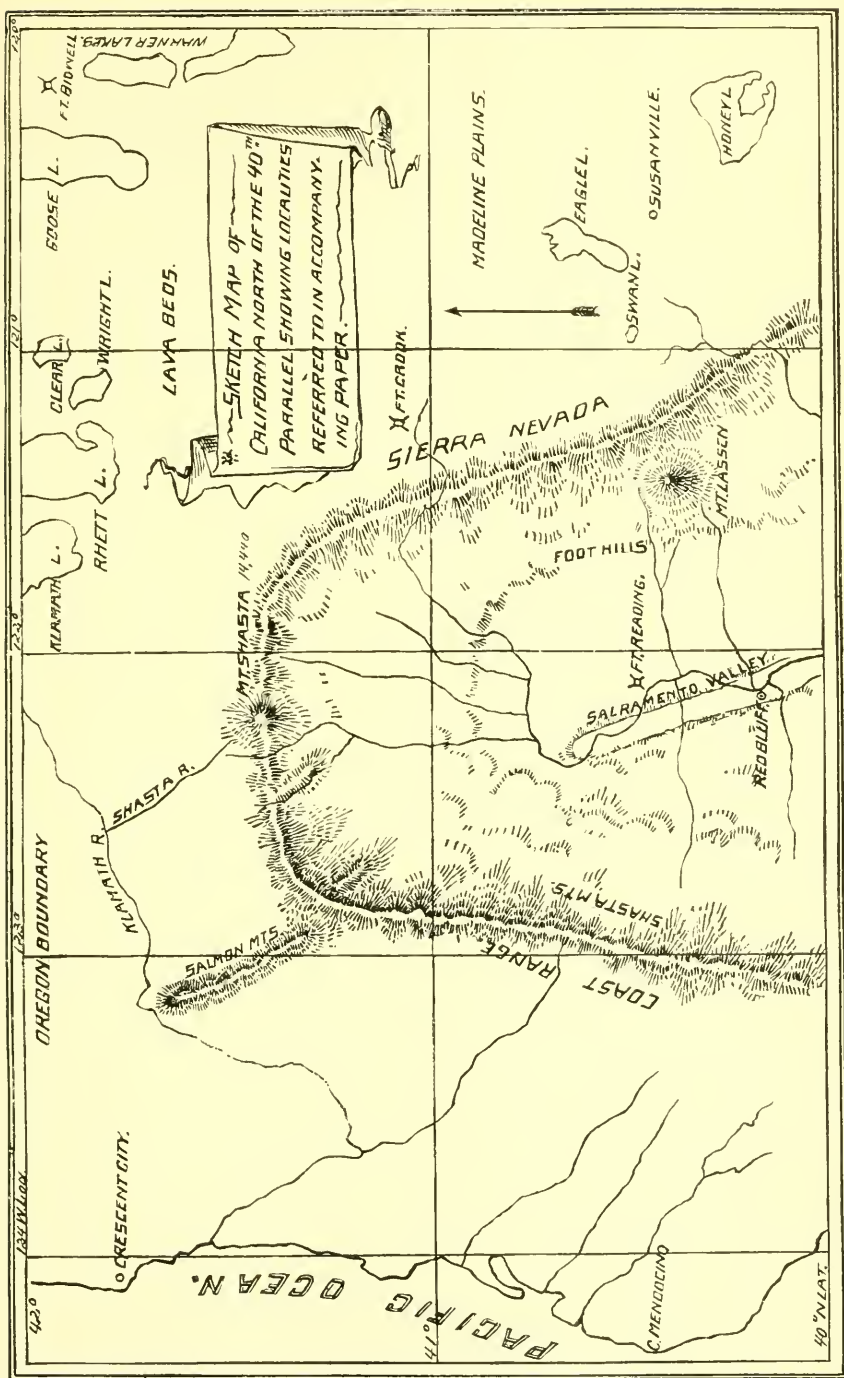 SKETCH MAP OF
CALIFORNIA NORTH OF THE 40TH
PARALLEL SHOWING LOCALITIES
REFERRED TO IN ACCOMPANY-
ING PAPER.
124 W Lon.
123°
122°
121°
120°
42°
41°
40° N LAT.
OREGON BOUNDARY
CRESCENT CITY.
KLAMATH R.
SHASTA R.
KLAMATH L.
RHETT L.
CLEAR L.
WRIGHT L.
GOOSE L.
FT. BIDWELL
WARNER LAKES.
LAVA BEDS.
SALMON MTS.
MT. SHASTA 14,440
FT. CROOK.
SIERRA NEVADA
MADELINE PLAINS.
PACIFIC OCEAN.
COAST RANGE
SHASTA MTS.
FOOT HILLS
EAGLE L.
SWAN L.
SUSANVILLE.
HONEY L.
FT. READING.
SACRAMENTO VALLEY
MT. LASSEN
RED BLUFF.
C. MENDOCINO